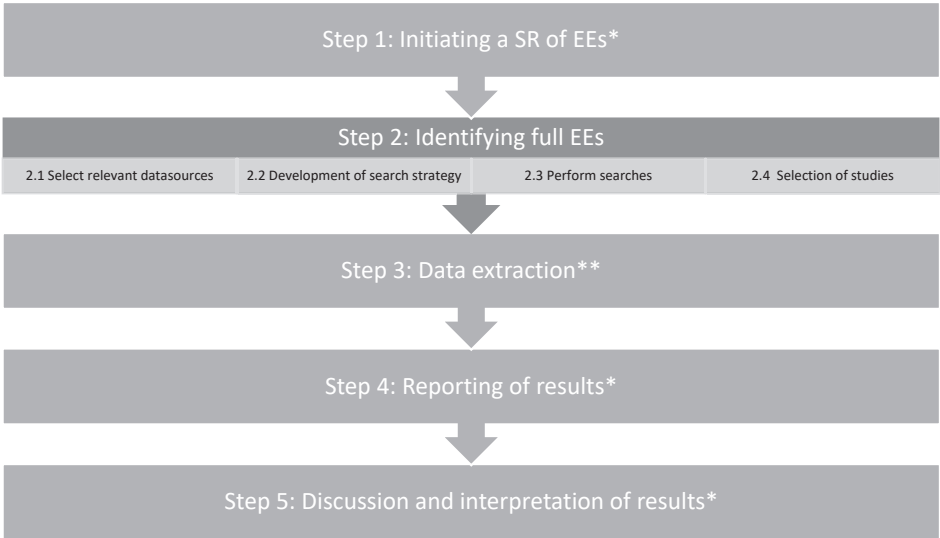 Step 1: Initiating a SR of EEs*
Step 2: Identifying full EEs
2.1 Select relevant datasources
2.2 Development of search strategy
2.3 Perform searches
2.4 Selection of studies
Step 3: Data extraction**
Step 4: Reporting of results*
Step 5: Discussion and interpretation of results*